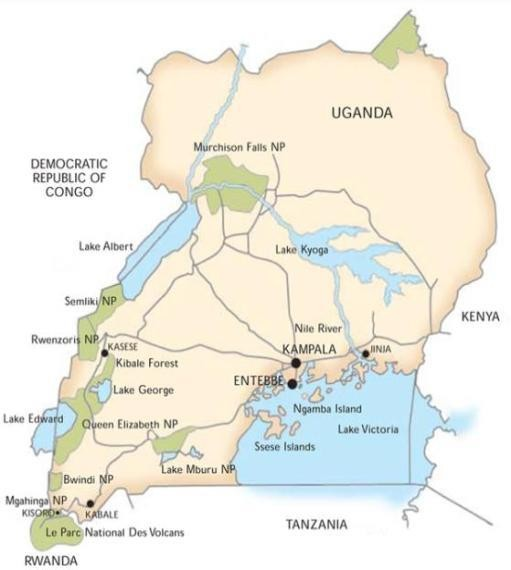 UGANDA
Murchison Falls NP
DEMOCRATIC
REPUBLIC OF
CONGO
Lake Albert
Lake Kyoga
Semliki NP
KENYA
Nile River
Rwenzoris NP
KASESE
KAMPALA
JINJA
Kibale Forest
ENTEBBE
Lake George
Ngamba Island
Lake Edward
Queen Elizabeth NP
Lake Victoria
Ssese Islands
Lake Mburu NP
Bwindi NP
Mgahinga NP
KISORO
KABALE
TANZANIA
Le Parc National Des Volcans
RWANDA